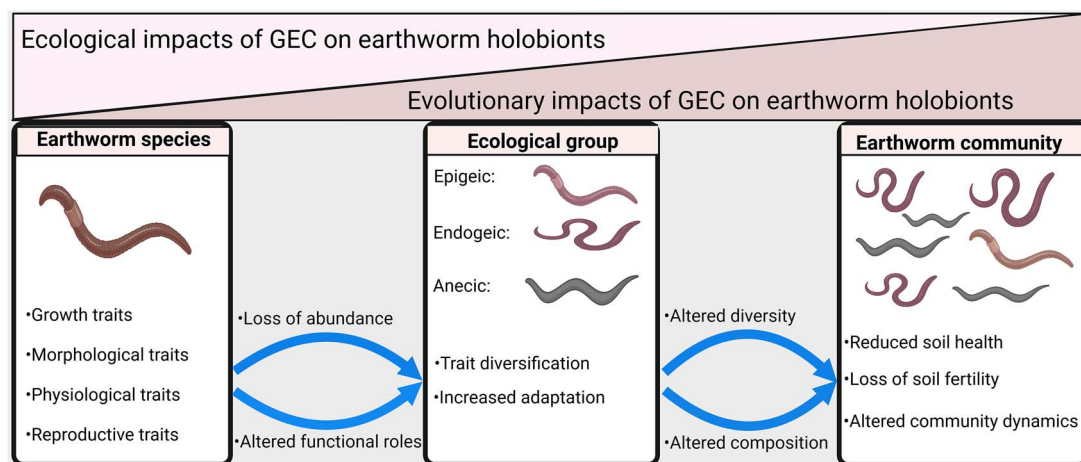 Ecological impacts of GEC on earthworm holobionts
Evolutionary impacts of GEC on earthworm holobionts
Earthworm species
•Growth traits
•Morphological traits
•Physiological traits
•Reproductive traits
•Loss of abundance
•Altered functional roles
Ecological group
Epigeic:
Endogeic:
Anecic:
•Trait diversification
•Increased adaptation
•Altered diversity
•Altered composition
Earthworm community
•Reduced soil health
•Loss of soil fertility
•Altered community dynamics